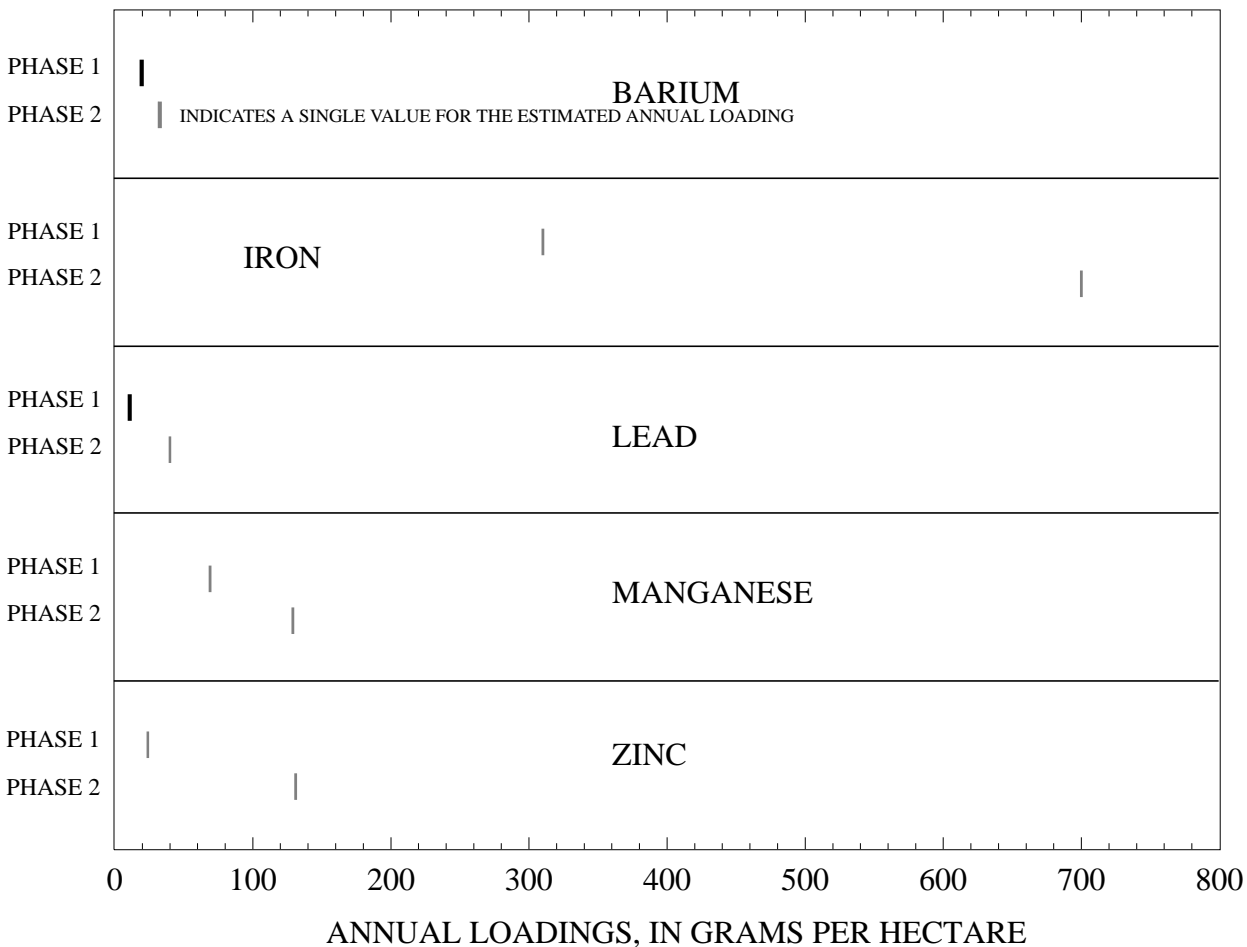 PHASE 1
BARIUM
PHASE 2
INDICATES A SINGLE VALUE FOR THE ESTIMATED ANNUAL LOADING
PHASE 1
IRON
PHASE 2
PHASE 1
LEAD
PHASE 2
PHASE 1
MANGANESE
PHASE 2
PHASE 1
ZINC
PHASE 2
0 100 200 300 400 500 600 700 800
ANNUAL LOADINGS, IN GRAMS PER HECTARE